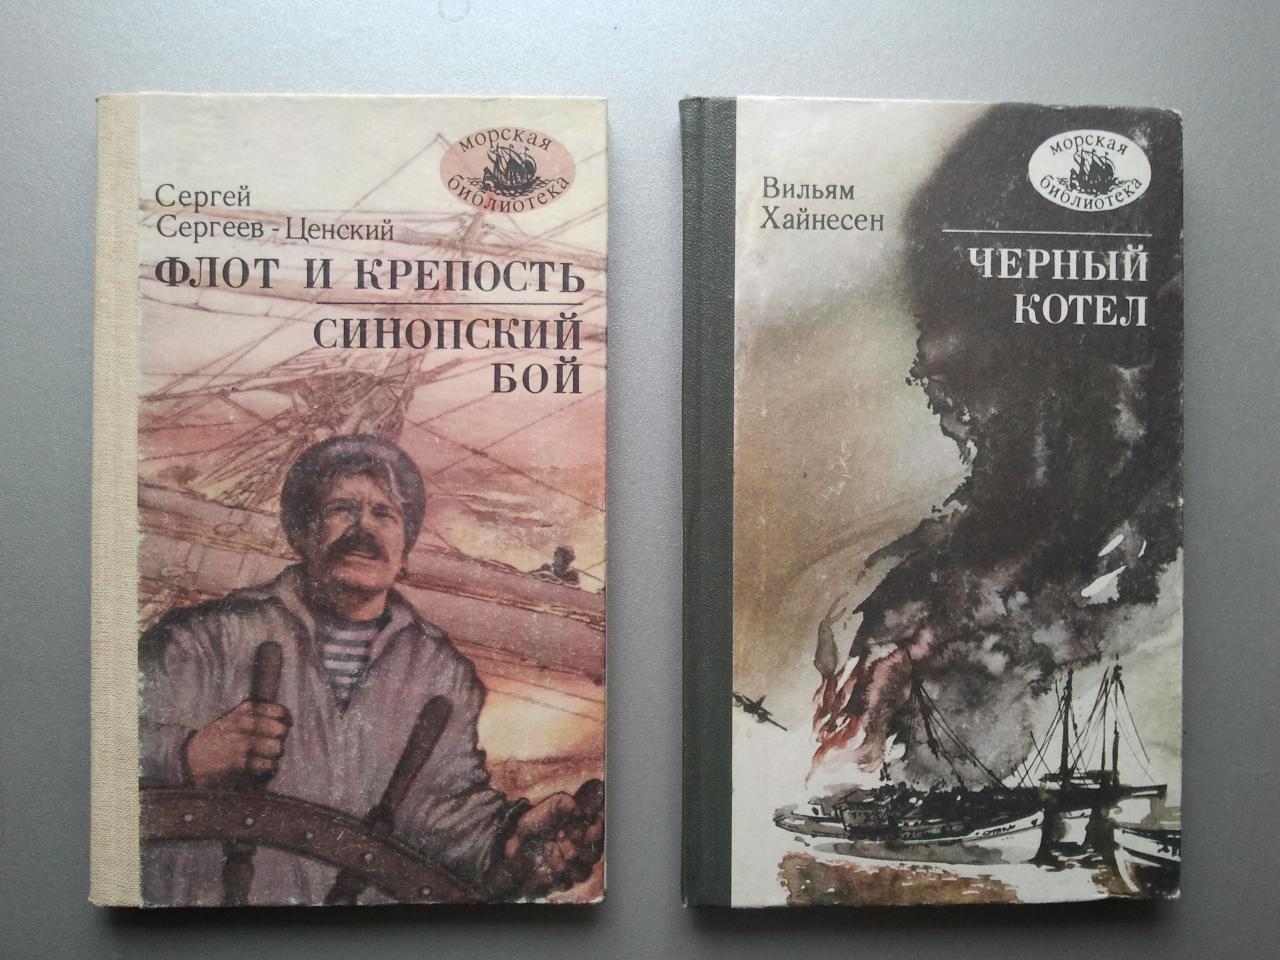 морская
библиотека
Сергей
Сергеев-Ценский
ФЛОТ И КРЕПОСТЬ
СИНОПСКИЙ
БОЙ
морская
библиотека
Вильям
Хайнесен
ЧЕРНЫЙ
КОТЕЛ